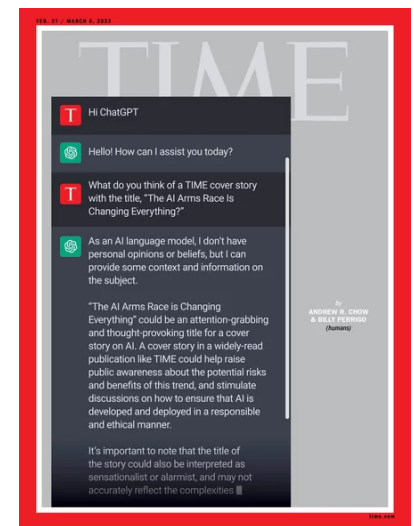 FEB. 27 / MARCH 6, 2023
TIME
T Hi ChatGPT
Hello! How can I assist you today?
T What do you think of a TIME cover story
with the title, “The AI Arms Race Is
Changing Everything?”
As an AI language model, I don’t have
personal opinions or beliefs, but I can
provide some context and information on
the subject.
“The AI Arms Race is Changing
Everything” could be an attention-grabbing
and thought-provoking title for a cover
story on AI. A cover story in a widely-read
publication like TIME could help raise
public awareness about the potential risks
and benefits of this trend, and stimulate
discussions on how to ensure that AI is
developed and deployed in a responsible
and ethical manner.
It’s important to note that the title of
the story could also be interpreted as
sensationalist or alarmist, and may not
accurately reflect the complexities
by
ANDREW R. CHOW
& BILLY PERRIGO
(humans)
time.com